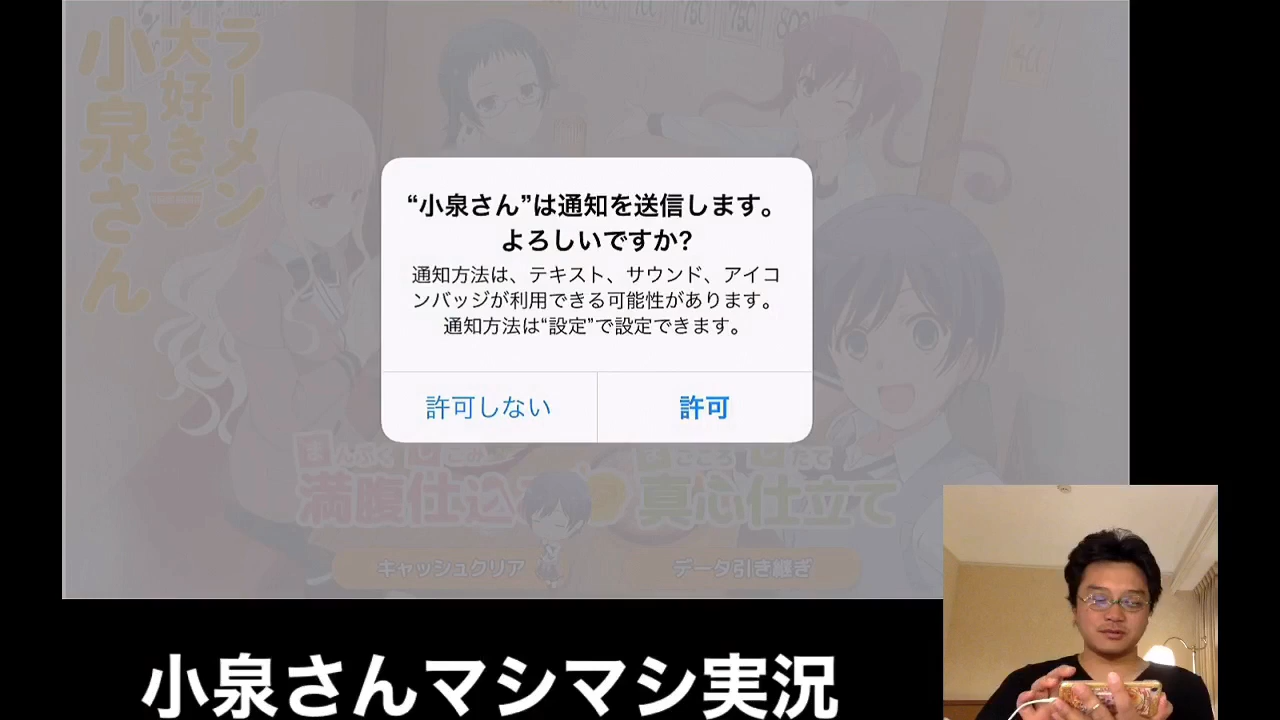 ラーメン
大好き
小泉さん
“小泉さん”は通知を送信します。
よろしいですか?
通知方法は、テキスト、サウンド、アイコ
ンバッジが利用できる可能性があります。
通知方法は“設定”で設定できます。
許可しない
許可
満腹仕込
真心仕立て
キャッシュクリア
データ引き継ぎ
小泉さんマシマシ実況